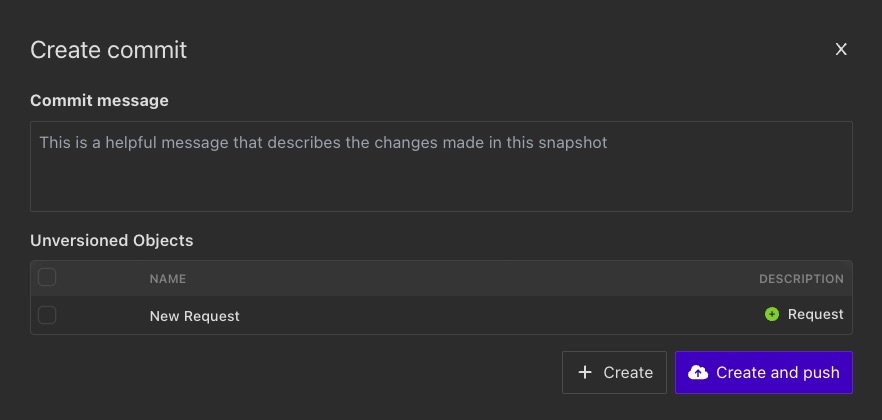 Create commit
Commit message
This is a helpful message that describes the changes made in this snapshot
Unversioned Objects
NAME DESCRIPTION
New Request Request
Create Create and push